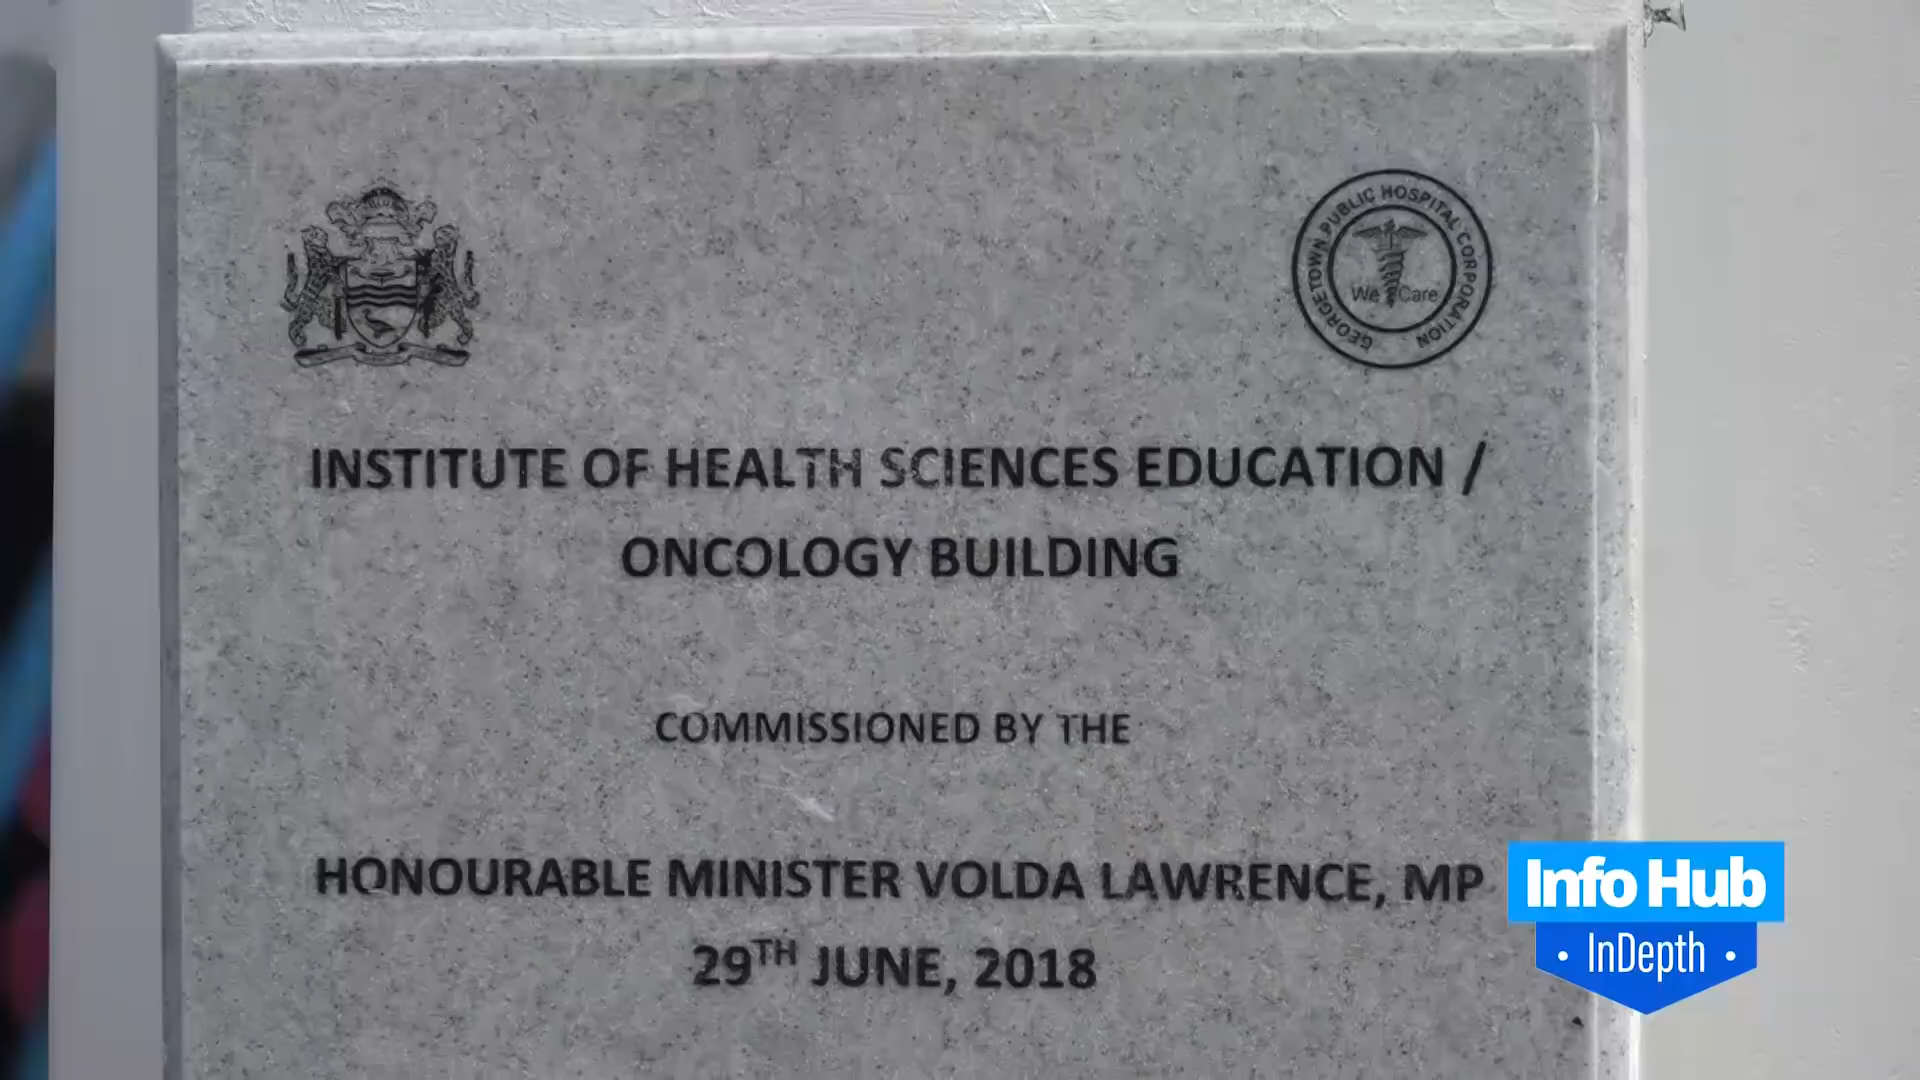 GEORGETOWN PUBLIC HOSPITAL CORPORATION
We Care
INSTITUTE OF HEALTH SCIENCES EDUCATION /
ONCOLOGY BUILDING
COMMISSIONED BY THE
HONOURABLE MINISTER VOLDA LAWRENCE, MP
29TH JUNE, 2018
Info Hub
• InDepth •